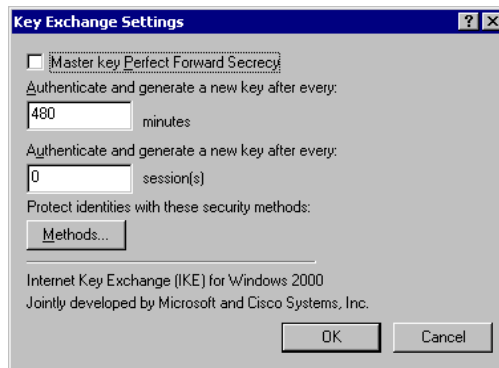 Key Exchange Settings
Master key Perfect Forward Secrecy
Authenticate and generate a new key after every:
480 minutes
Authenticate and generate a new key after every:
0 session(s)
Protect identities with these security methods:
Methods...
Internet Key Exchange (IKE) for Windows 2000
Jointly developed by Microsoft and Cisco Systems, Inc.
OK Cancel